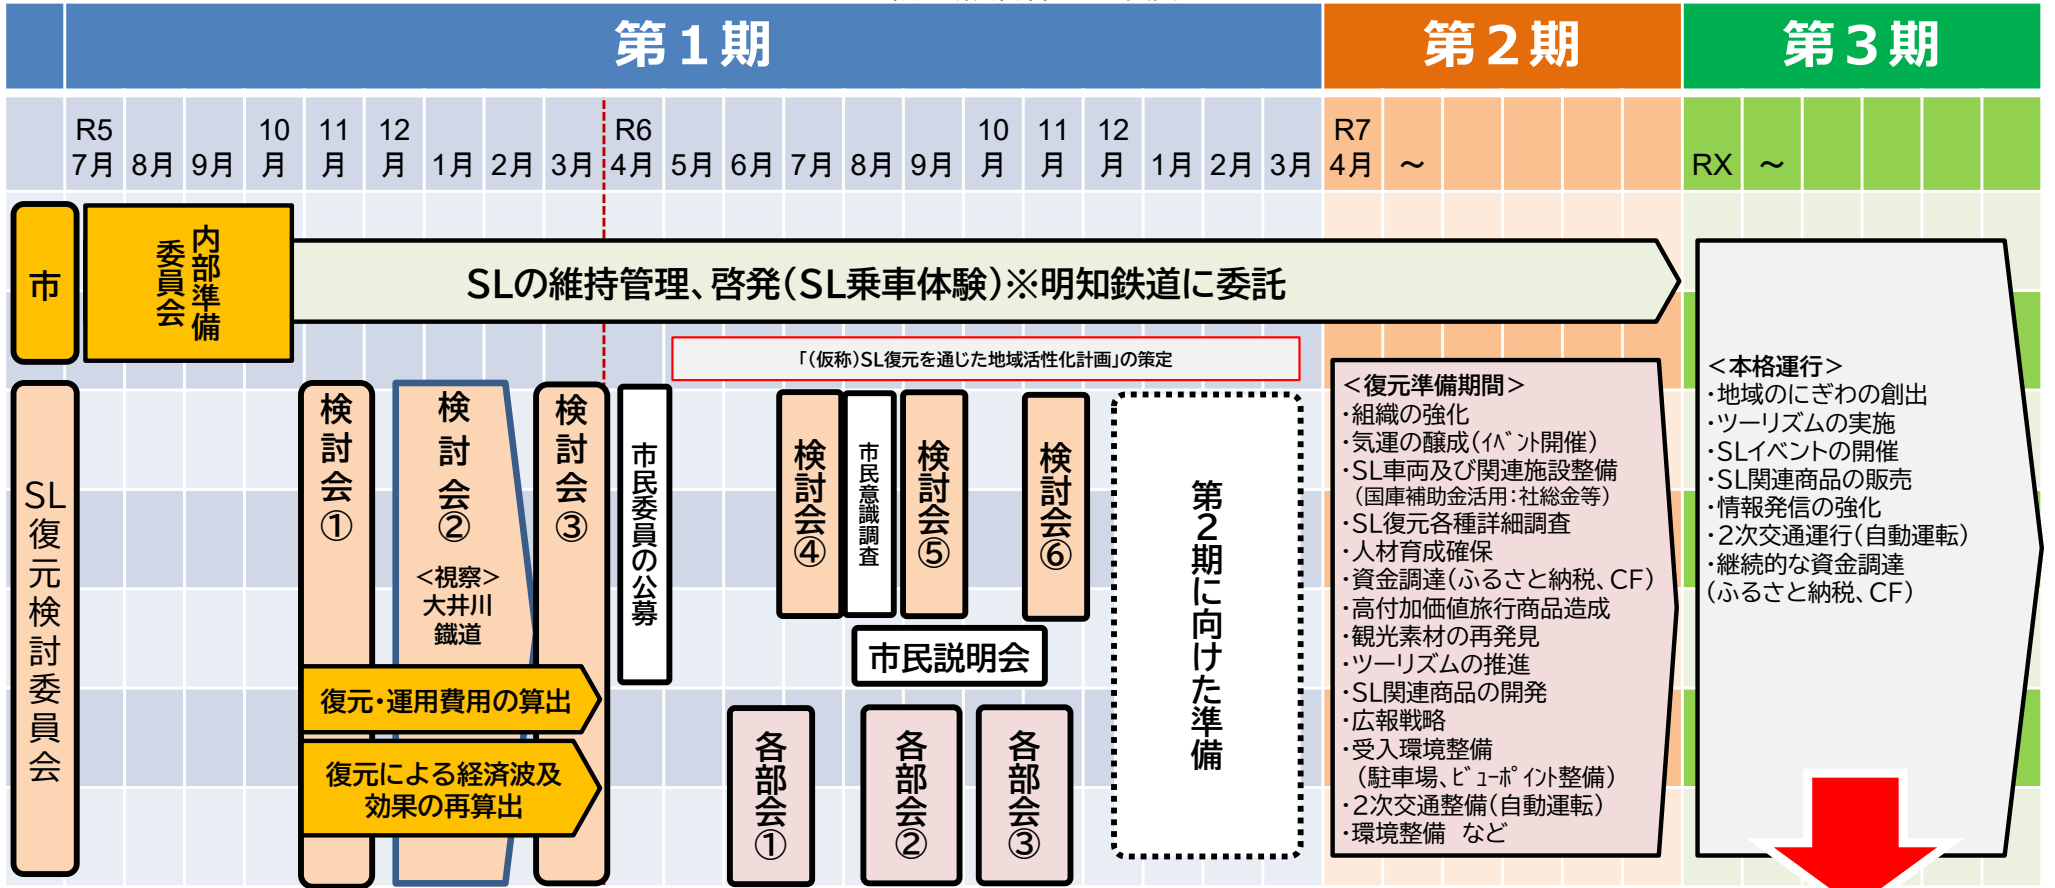 第1期
第2期
第3期
R5
7月
8月
9月
10
月
11
月
12
月
1月
2月
3月
R6
4月
5月
6月
7月
8月
9月
10
月
11
月
12
月
1月
2月
3月
R7
4月
～
RX
～
市
内部準備
委員会
SLの維持管理、啓発(SL乗車体験)※明知鉄道に委託
「(仮称)SL復元を通じた地域活性化計画」の策定
SL復元検討委員会
検討会①
検討会②
<視察>
大井川
鐵道
検討会③
復元・運用費用の算出
復元による経済波及
効果の再算出
市民委員の公募
検討会④
市民意識調査
検討会⑤
検討会⑥
市民説明会
各部会①
各部会②
各部会③
第2期に向けた準備
<復元準備期間>
・組織の強化
・気運の醸成(ｲﾍﾞﾝﾄ開催)
・SL車両及び関連施設整備
(国庫補助金活用:社総金等)
・SL復元各種詳細調査
・人材育成確保
・資金調達(ふるさと納税、CF)
・高付加価値旅行商品造成
・観光素材の再発見
・ツーリズムの推進
・SL関連商品の開発
・広報戦略
・受入環境整備
(駐車場、ﾋﾞｭｰﾎﾟｲﾝﾄ整備)
・2次交通整備(自動運転)
・環境整備 など
<本格運行>
・地域のにぎわの創出
・ツーリズムの実施
・SLイベントの開催
・SL関連商品の販売
・情報発信の強化
・2次交通運行(自動運転)
・継続的な資金調達
(ふるさと納税、CF)